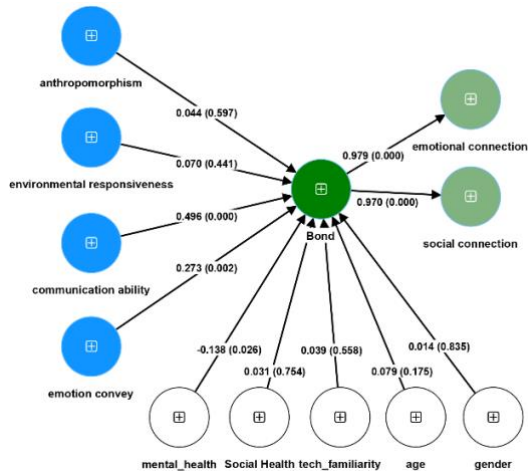 anthropomorphism
0.044 (0.597)
environmental responsiveness
0.070 (0.441)
communication ability
0.496 (0.000)
emotion convey
0.273 (0.002)
Bond
0.979 (0.000)
emotional connection
0.970 (0.000)
social connection
-0.138 (0.026)
0.031 (0.754)
0.039 (0.558)
0.079 (0.175)
0.014 (0.835)
mental_health
Social Health
tech_familiarity
age
gender